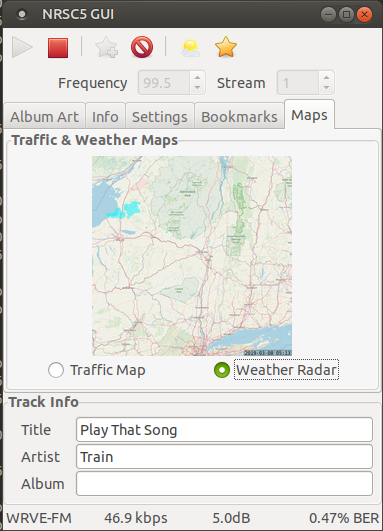 NRSC5 GUI
Frequency 99.5 Stream 1
Album Art Info Settings Bookmarks Maps
Traffic & Weather Maps
2019-03-08 05:13
Traffic Map Weather Radar
Track Info
Title Play That Song
Artist Train
Album
WRVE-FM 46.9 kbps 5.0dB 0.47% BER